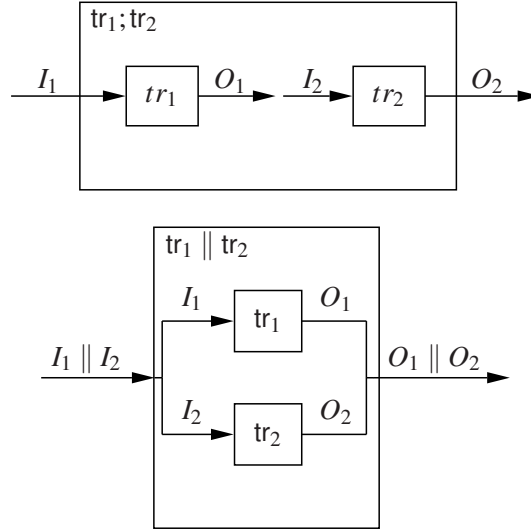 tr₁;tr₂
I₁ tr₁ O₁ I₂ tr₂ O₂
tr₁ ∥ tr₂
I₁ O₁
tr₁
I₁ ∥ I₂ O₁ ∥ O₂
I₂ O₂
tr₂